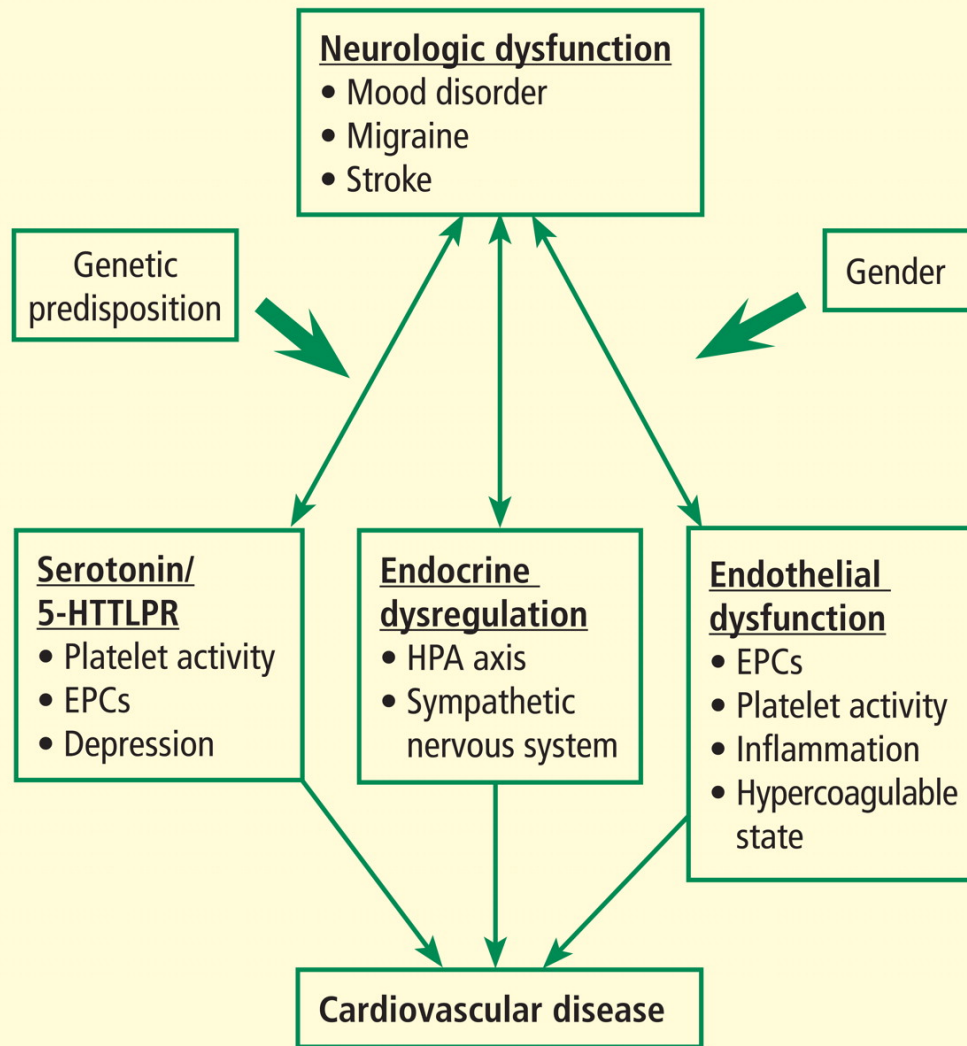 Neurologic dysfunction
• Mood disorder
• Migraine
• Stroke
Genetic
predisposition
Gender
Serotonin/
5-HTTLPR
• Platelet activity
• EPCs
• Depression
Endocrine
dysregulation
• HPA axis
• Sympathetic
nervous system
Endothelial
dysfunction
• EPCs
• Platelet activity
• Inflammation
• Hypercoagulable
state
Cardiovascular disease